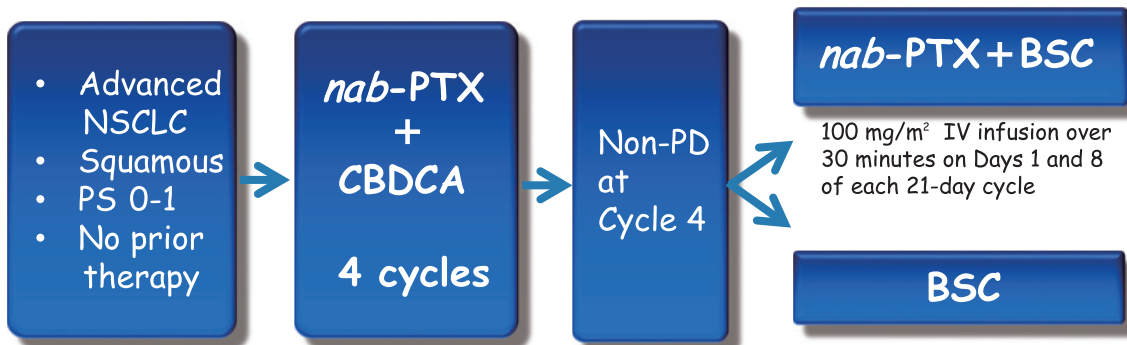 • Advanced
NSCLC
• Squamous
• PS 0-1
• No prior
therapy
nab-PTX
+
CBDCA
4 cycles
Non-PD
at
Cycle 4
nab-PTX+BSC
100 mg/m² IV infusion over
30 minutes on Days 1 and 8
of each 21-day cycle
BSC